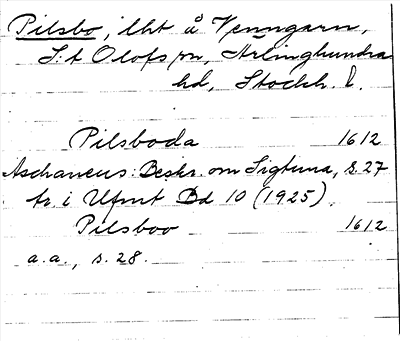 Pilsbo, lht å Venngarn,
S:t Olofs sn, Ärlinghundra
hd, Stockh. l.
Pilsboda 1612
Aschaneus: Beskr. om Sigtuna, s. 27
tr. i Ufmt Bd 10 (1925).
Pilsboo 1612
a.a., s. 28.